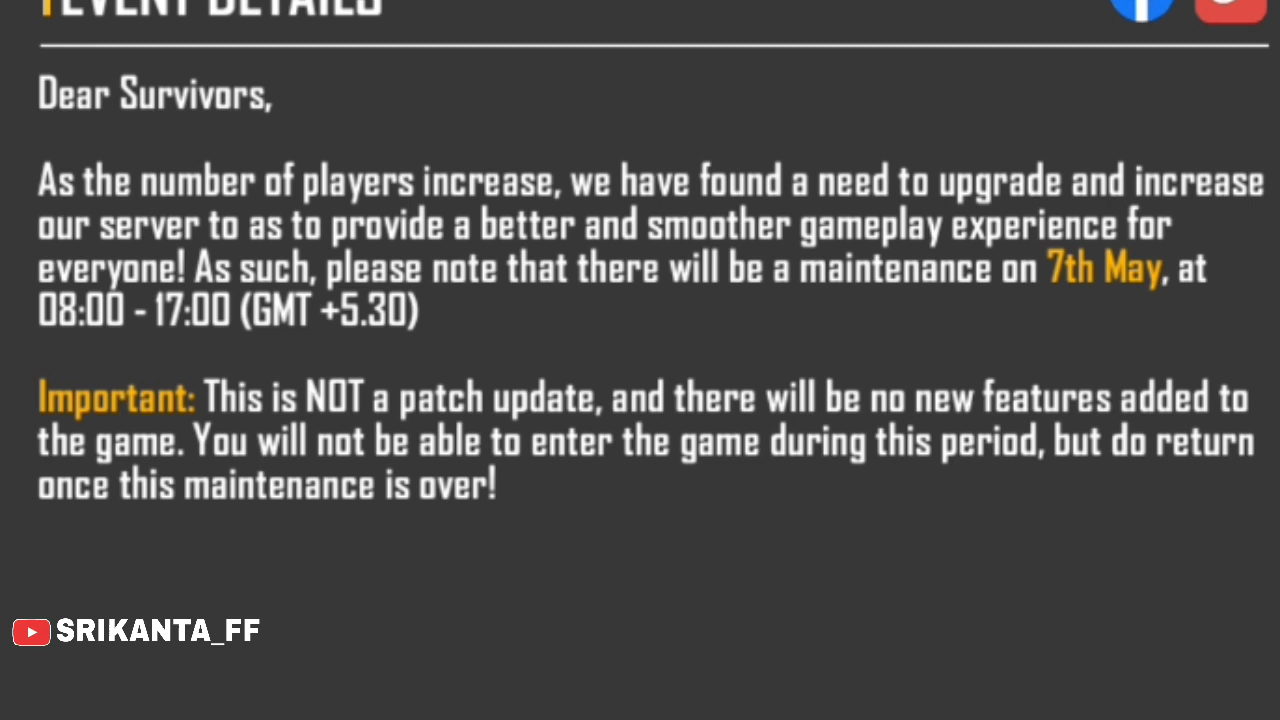 EVENT DETAILS
Dear Survivors,
As the number of players increase, we have found a need to upgrade and increase
our server to as to provide a better and smoother gameplay experience for
everyone! As such, please note that there will be a maintenance on 7th May, at
08:00 - 17:00 (GMT +5.30)
Important: This is NOT a patch update, and there will be no new features added to
the game. You will not be able to enter the game during this period, but do return
once this maintenance is over!
SRIKANTA_FF